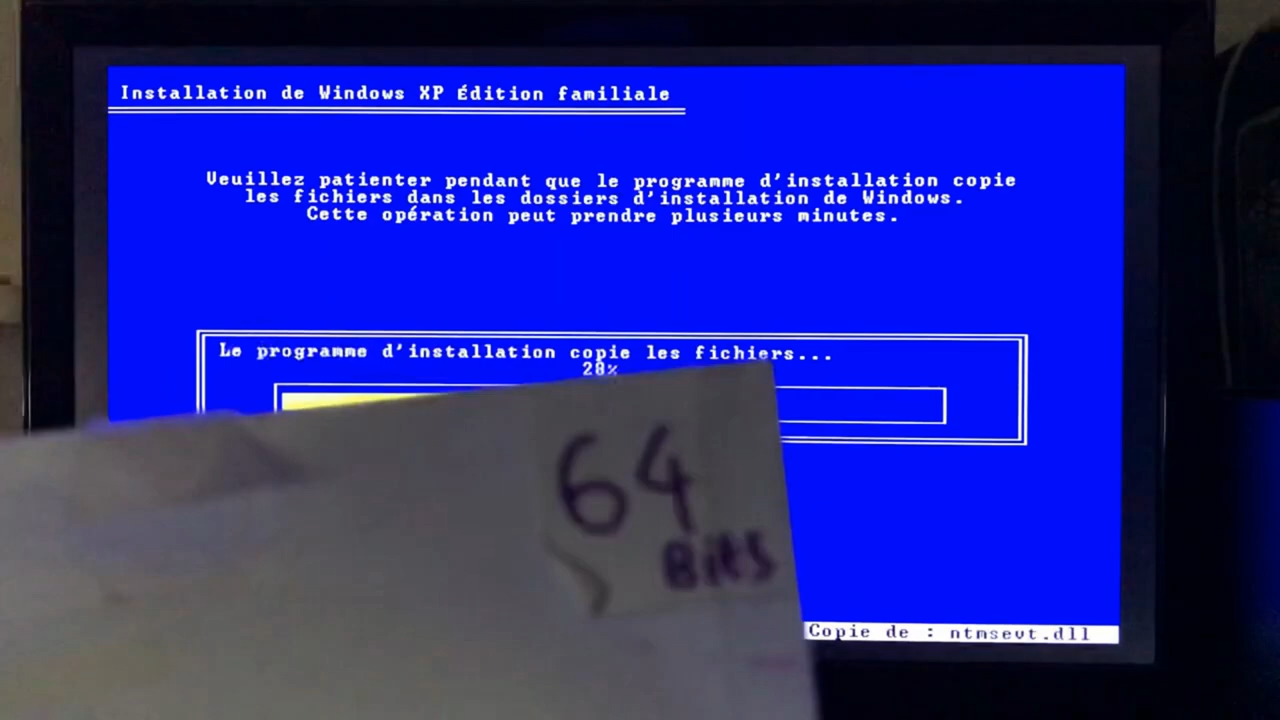 Installation de Windows XP Édition familiale
Veuillez patienter pendant que le programme d'installation copie
les fichiers dans les dossiers d'installation de Windows.
Cette opération peut prendre plusieurs minutes.
Le programme d'installation copie les fichiers...
28%
64
Bits
Copie de : ntmsevt.dll